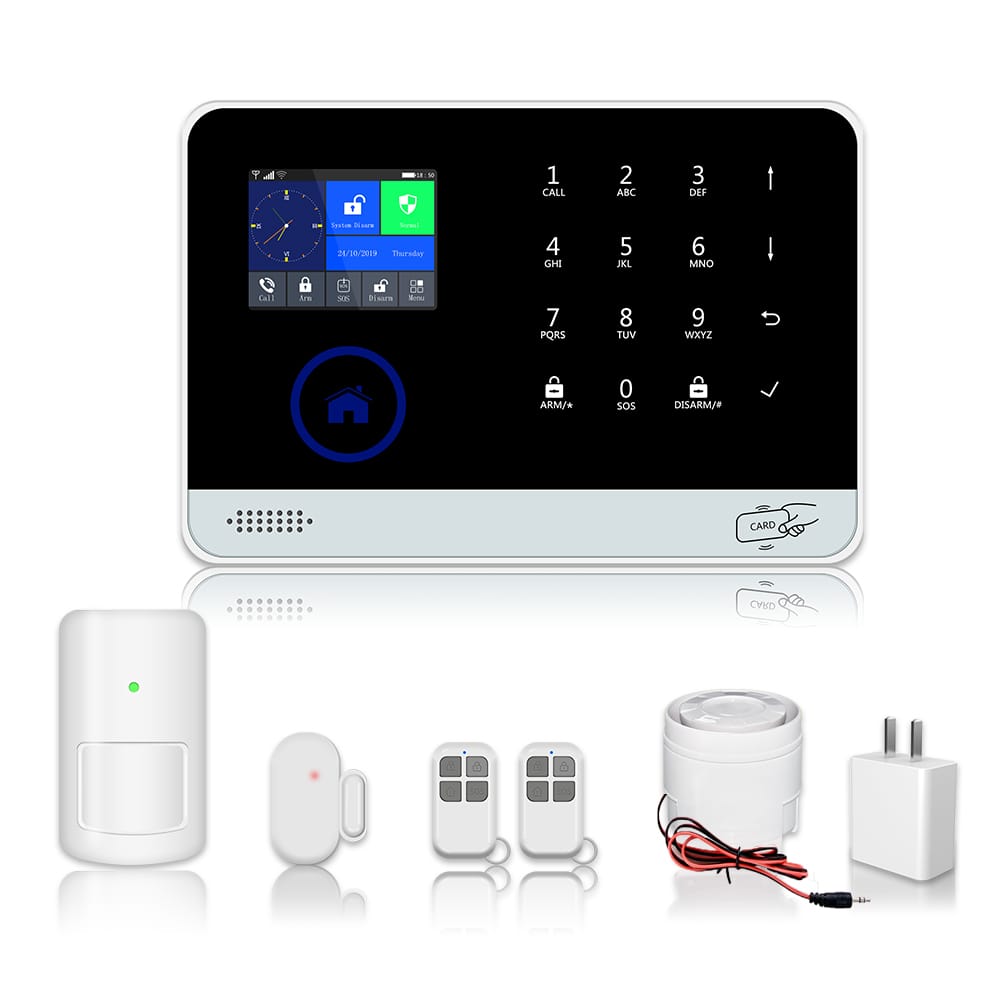 18:50
System Disarm
Normal
24/10/2019 Thursday
Call Arm SOS Disarm Menu
1 2 3
CALL ABC DEF
4 5 6
GHI JKL MNO
7 8 9
PQRS TUV WXYZ
0
ARM/* SOS DISARM/#
CARD